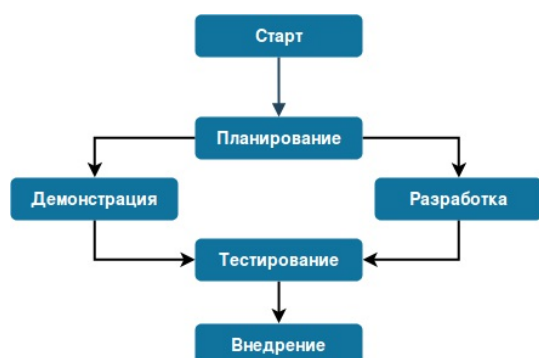 Старт
Планирование
Демонстрация
Разработка
Тестирование
Внедрение